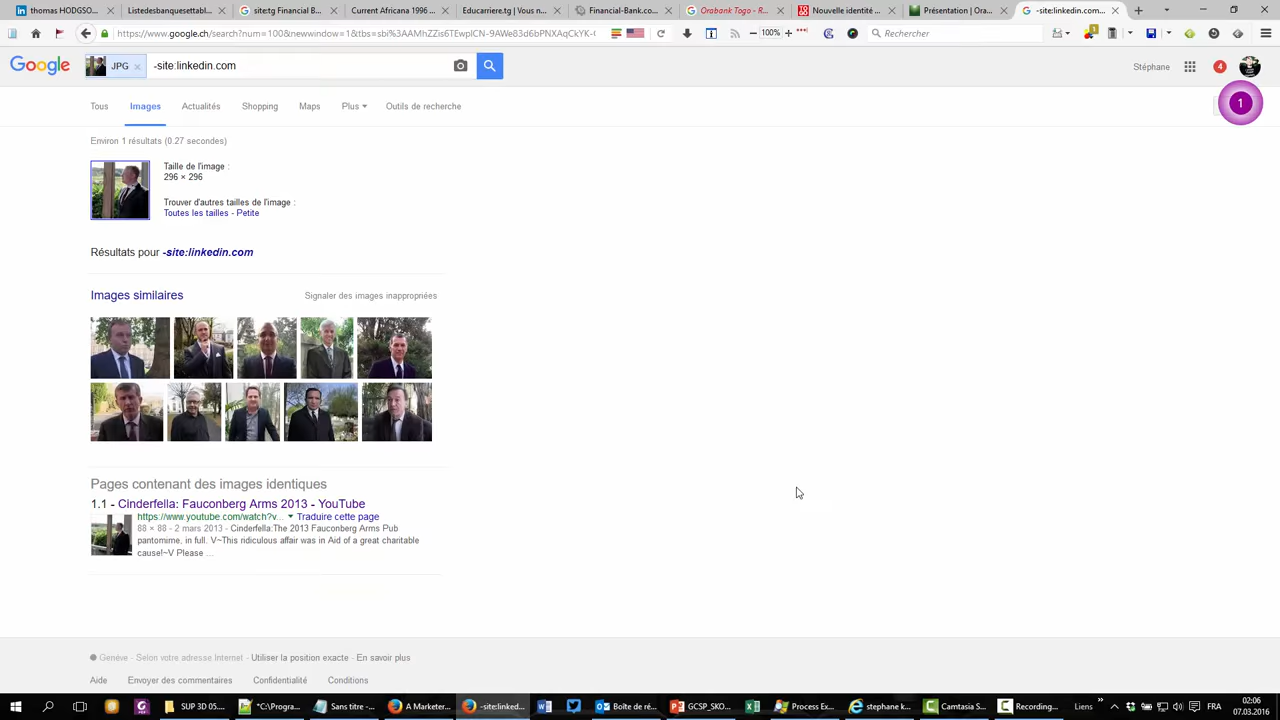 thomas HODGSO...
Listedesbureaux-CI...
Current Africana 1996 ...
Educarriere.tg | Vous n...
Financial-Bank.com...
Orabank Togo - R...
Nouvelle identité ...
Présentation | Ora...
-site:linkedin.com...
https://www.google.ch/search?num=100&newwindow=1&tbs=sbi%3AAMhZZis6TEwplCN-9AWe83d6bPNXAqCkYK-C
100%
Rechercher
Google
JPG
-site:linkedin.com
Stéphane
4
Tous
Images
Actualités
Shopping
Maps
Plus
Outils de recherche
1
Environ 1 résultats (0.27 secondes)
Taille de l'image :
296 × 296
Trouver d'autres tailles de l'image :
Toutes les tailles - Petite
Résultats pour -site:linkedin.com
Images similaires
Signaler des images inappropriées
Pages contenant des images identiques
1.1 - Cinderfella: Fauconberg Arms 2013 - YouTube
https://www.youtube.com/watch?v... Traduire cette page
88 × 88 - 2 mars 2013 - Cinderfella:The 2013 Fauconberg Arms Pub
pantomime, in full. V~This ridiculous affair was in Aid of a great charitable
cause!~V Please ...
Genève - Selon votre adresse Internet - Utiliser la position exacte - En savoir plus
Aide
Envoyer des commentaires
Confidentialité
Conditions
SUP 3D 05....
*C:\Progra...
Sans titre -...
A Marketer...
-site:linked...
Boîte de ré...
GCSP_SKO...
Process Ex...
stephane k...
Camtasia S...
Recording...
Liens
FRA
02:06
07.03.2016